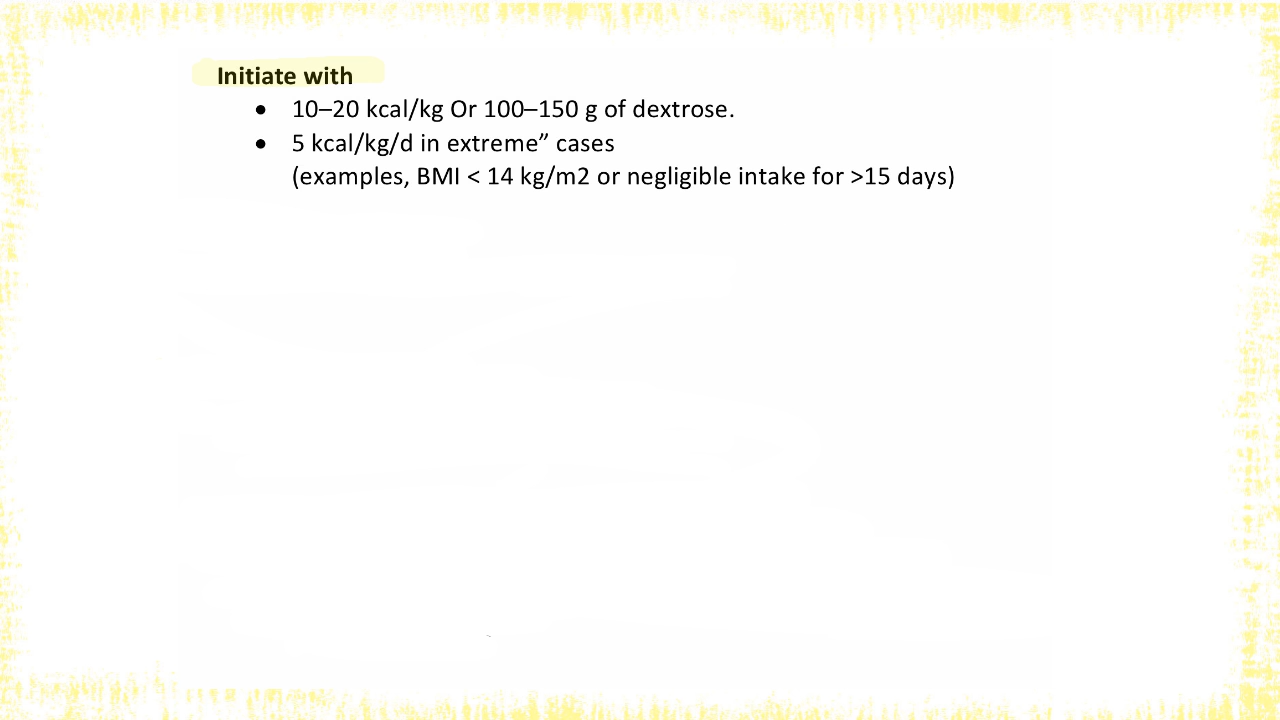 Initiate with
• 10–20 kcal/kg Or 100–150 g of dextrose.
• 5 kcal/kg/d in extreme” cases
(examples, BMI < 14 kg/m2 or negligible intake for >15 days)